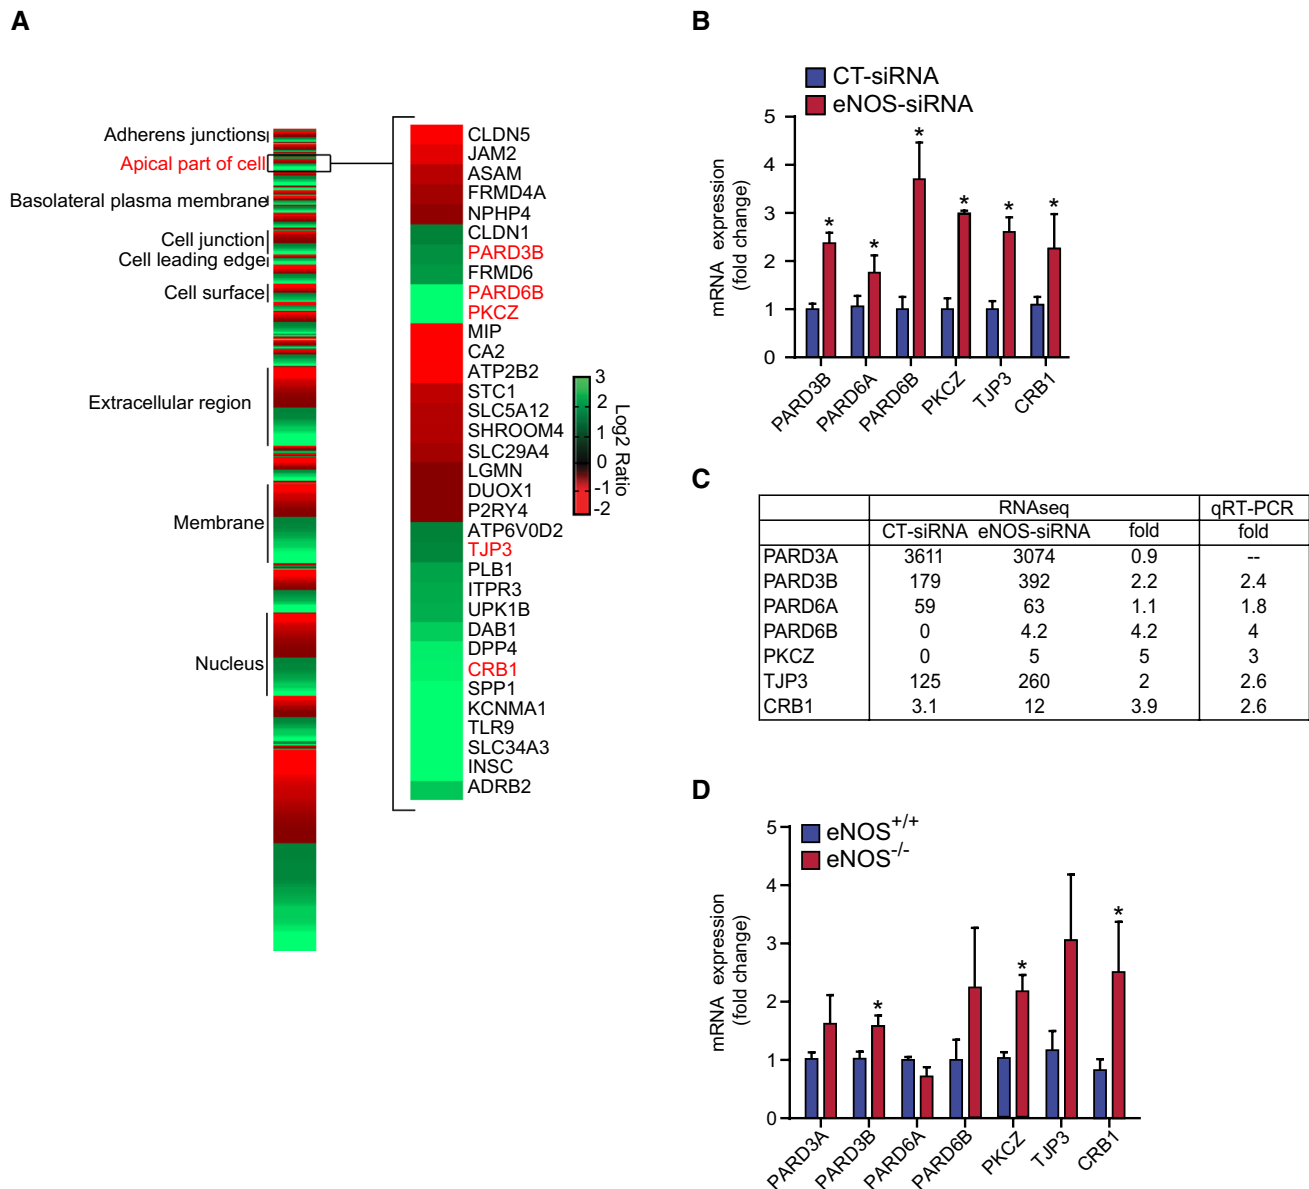 A
Adherens junctions
Apical part of cell
Basolateral plasma membrane
Cell junction
Cell leading edge
Cell surface
Extracellular region
Membrane
Nucleus
CLDN5
JAM2
ASAM
FRMD4A
NPHP4
CLDN1
PARD3B
FRMD6
PARD6B
PKCZ
MIP
CA2
ATP2B2
STC1
SLC5A12
SHROOM4
SLC29A4
LGMN
DUOX1
P2RY4
ATP6V0D2
TJP3
PLB1
ITPR3
UPK1B
DAB1
DPP4
CRB1
SPP1
KCNMA1
TLR9
SLC34A3
INSC
ADRB2
3
2
1
0
-1
-2
Log2 Ratio
B
CT-siRNA
eNOS-siRNA
mRNA expression
(fold change)
5
4
3
2
1
0
* * * * * *
PARD3B PARD6A PARD6B PKCZ TJP3 CRB1
C
RNAseq qRT-PCR
CT-siRNA eNOS-siRNA fold fold
PARD3A 3611 3074 0.9 --
PARD3B 179 392 2.2 2.4
PARD6A 59 63 1.1 1.8
PARD6B 0 4.2 4.2 4
PKCZ 0 5 5 3
TJP3 125 260 2 2.6
CRB1 3.1 12 3.9 2.6
D
eNOS+/+
eNOS-/-
mRNA expression
(fold change)
5
4
3
2
1
0
* * *
PARD3A PARD3B PARD6A PARD6B PKCZ TJP3 CRB1